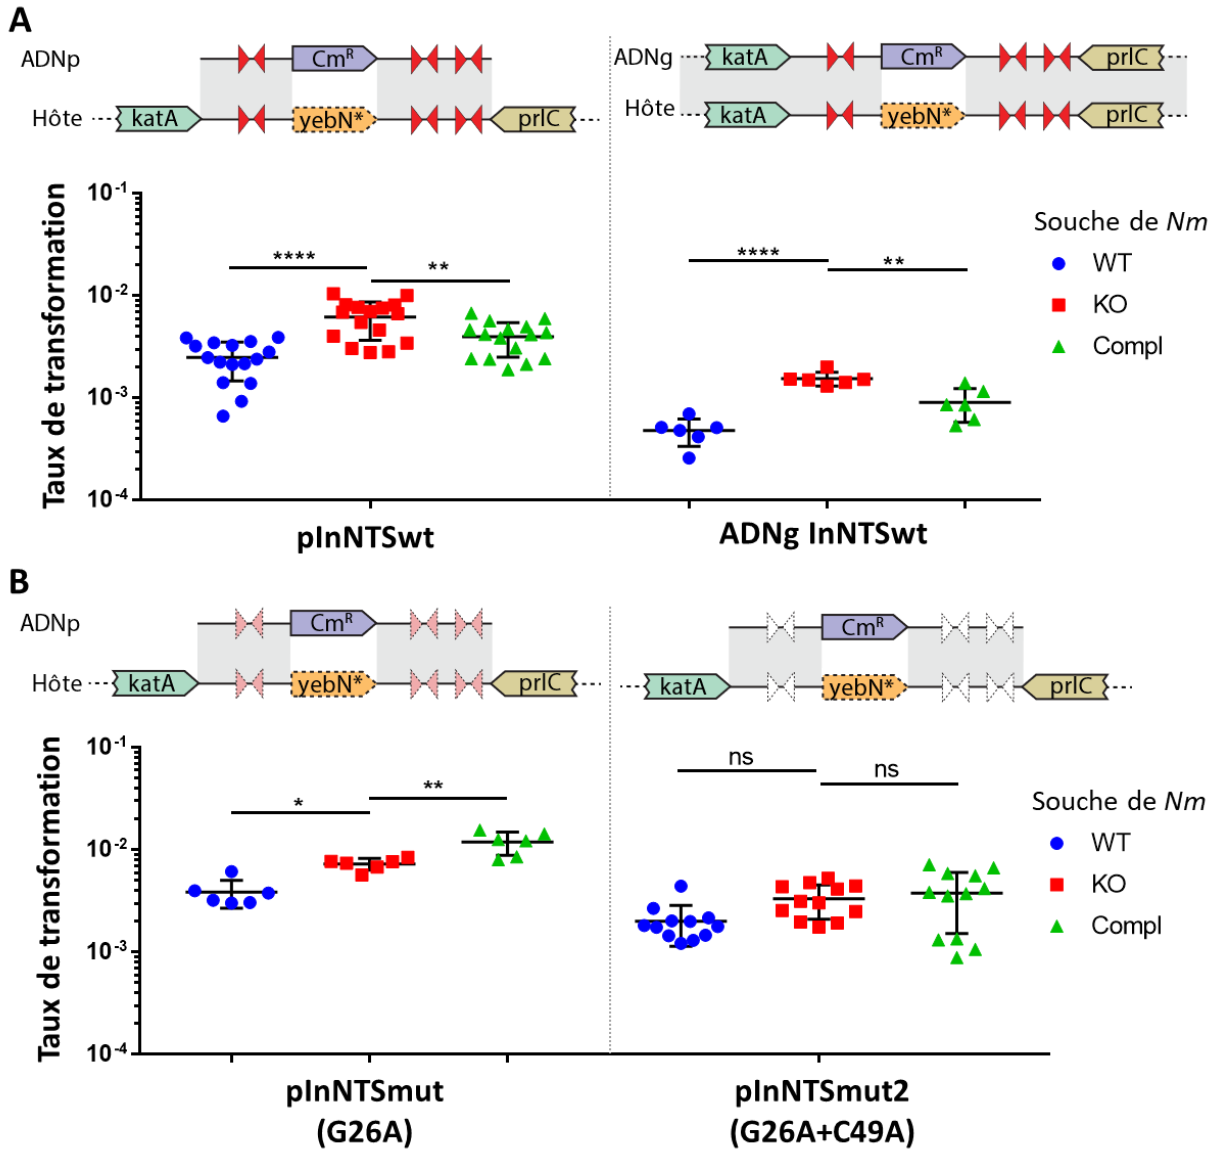 A
ADNp
Cmᴿ
Hôte
katA
yebN*
prlC
ADNg
katA
Cmᴿ
prlC
Hôte
katA
yebN*
prlC
Taux de transformation
10⁻¹
10⁻²
10⁻³
10⁻⁴
****
**
****
**
pInNTSwt
ADNg InNTSwt
Souche de Nm
WT
KO
Compl
B
ADNp
Cmᴿ
Hôte
katA
yebN*
prlC
Cmᴿ
katA
yebN*
prlC
Taux de transformation
10⁻¹
10⁻²
10⁻³
10⁻⁴
*
**
ns
ns
pInNTSmut
(G26A)
pInNTSmut2
(G26A+C49A)
Souche de Nm
WT
KO
Compl